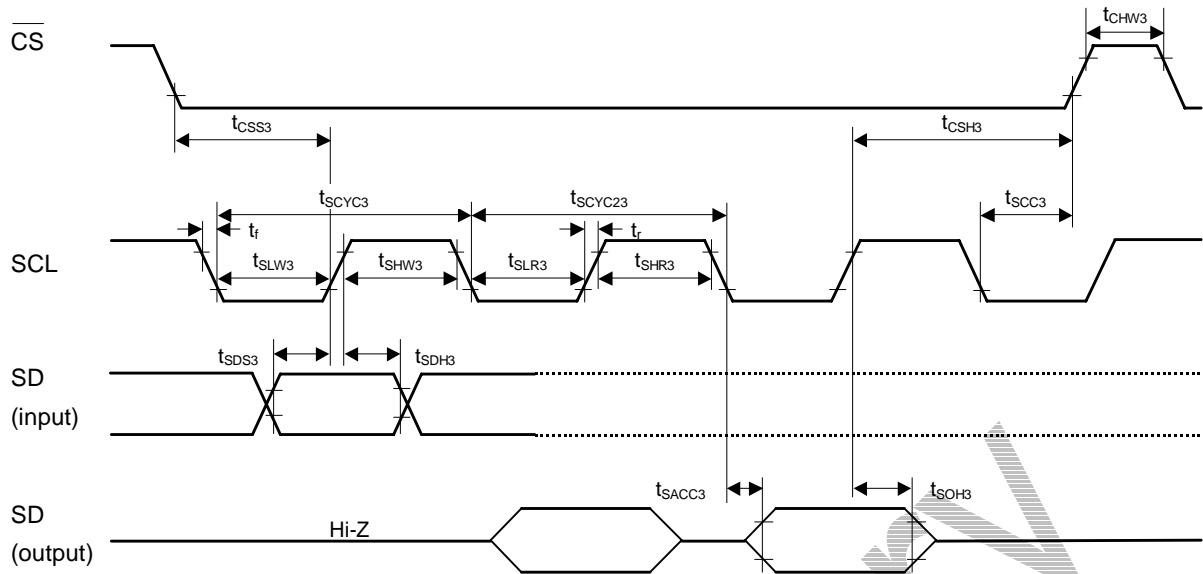 tCHW3
CS
tCSS3
tCSH3
tSCYC3
tSCYC23
tSCC3
tf
tr
SCL
tSLW3
tSHW3
tSLR3
tSHR3
tSDS3
tSDH3
SD
(input)
tSACC3
tSOH3
SD
(output)
Hi-Z